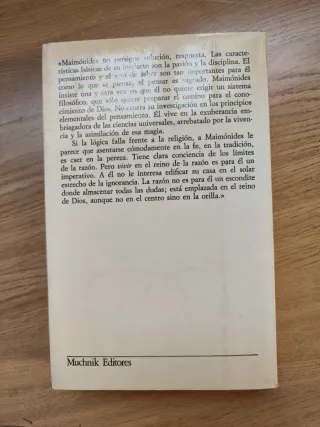 «Maimónides no persigue solución, respuesta. Las carac­te-
rísticas básicas de su intelecto son la pasión y la disciplina. El
pensamiento y el acto de saber son tan importantes para él
como lo que se piensa; el pensar es sagrado. Maimónides
insiste una y otra vez en que él no quiere erigir un sistema
filosófico, que sólo quiere preparar el camino para el cono-
cimiento de Dios. No centra su investigación en los principios
elementales del pensamiento. Él vive en la exuberancia em-
briagadora de las ciencias universales, arrebatado por la viven-
cia y la asimilación de esa magia.
Si la lógica falla frente a la religión, a Maimónides le
parece que asentarse cómodamente en la fe, en la tradición,
es caer en la pereza. Tiene clara conciencia de los límites
de la razón. Pero vivir en el reino de la razón es para él un
imperativo. A él no le interesa edificar su casa en el solar
estrecho de la ignorancia. La razón no es para él un escondite
donde almacenar todas las dudas; está emplazada en el reino
de Dios, aunque no en el centro sino en la orilla.»
Muchnik Editores